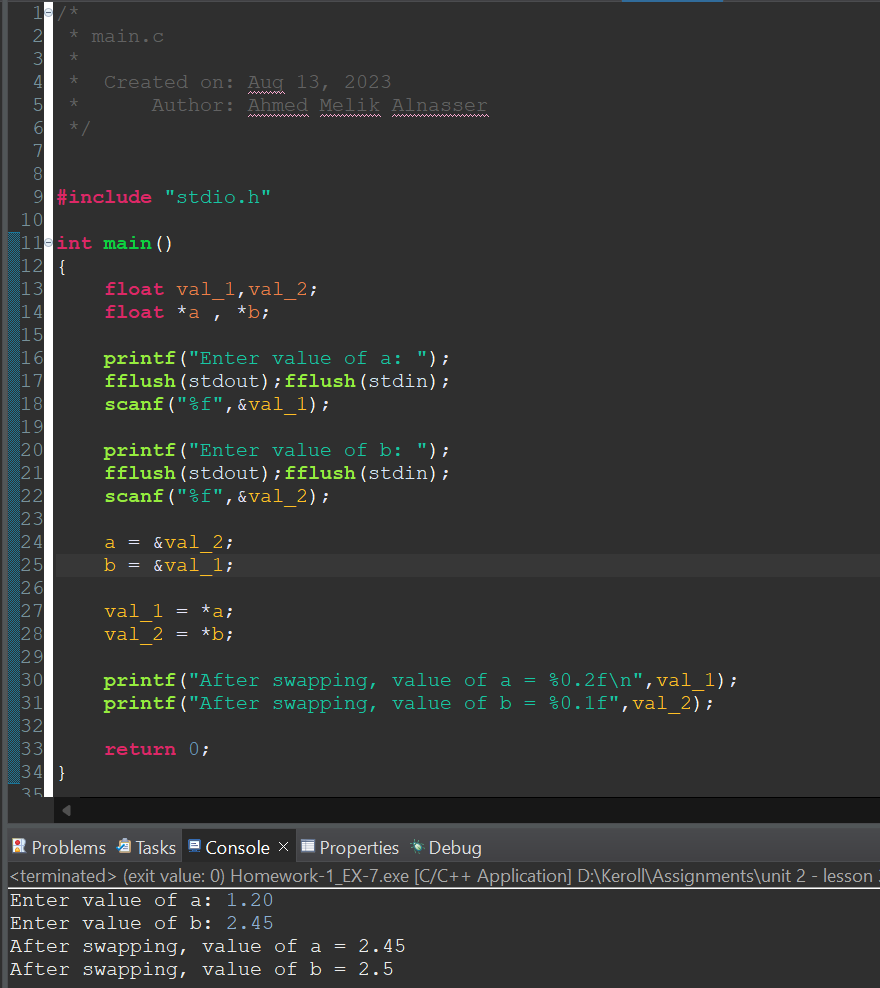 1 /*
2  * main.c
3  *
4  *  Created on: Aug 13, 2023
5  *      Author: Ahmed Melik Alnasser
6  */
7
8
9 #include "stdio.h"
10
11 int main()
12 {
13     float val_1,val_2;
14     float *a , *b;
15
16     printf("Enter value of a: ");
17     fflush(stdout);fflush(stdin);
18     scanf("%f",&val_1);
19
20     printf("Enter value of b: ");
21     fflush(stdout);fflush(stdin);
22     scanf("%f",&val_2);
23
24     a = &val_2;
25     b = &val_1;
26
27     val_1 = *a;
28     val_2 = *b;
29
30     printf("After swapping, value of a = %0.2f\n",val_1);
31     printf("After swapping, value of b = %0.1f",val_2);
32
33     return 0;
34 }
35
Problems Tasks Console Properties Debug
<terminated> (exit value: 0) Homework-1_EX-7.exe [C/C++ Application] D:\Keroll\Assignments\unit 2 - lesson
Enter value of a: 1.20
Enter value of b: 2.45
After swapping, value of a = 2.45
After swapping, value of b = 2.5